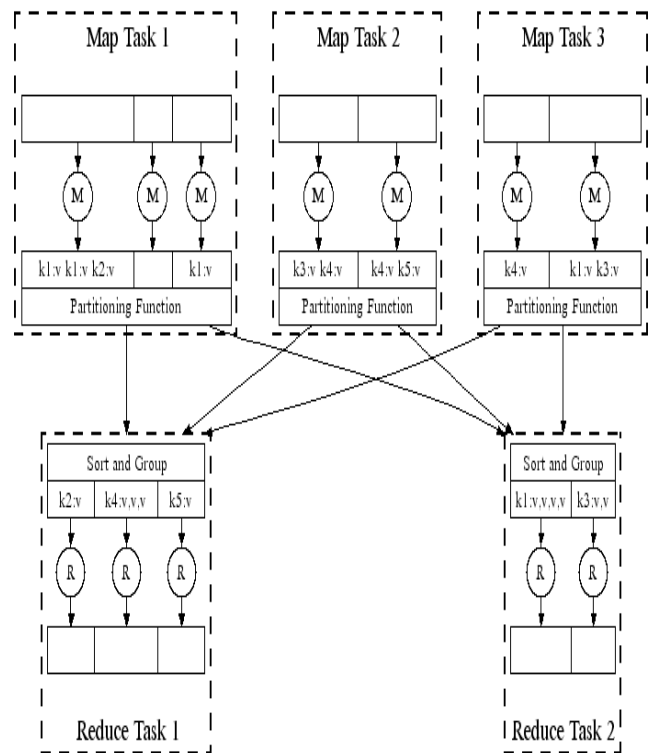 Map Task 1 Map Task 2 Map Task 3
M M M M M M M
k1:v k1:v k2:v k1:v k3:v k4:v k4:v k5:v k4:v k1:v k3:v
Partitioning Function Partitioning Function Partitioning Function
Sort and Group Sort and Group
k2:v k4:v,v,v k5:v k1:v,v,v,v k3:v,v
R R R R R
Reduce Task 1 Reduce Task 2